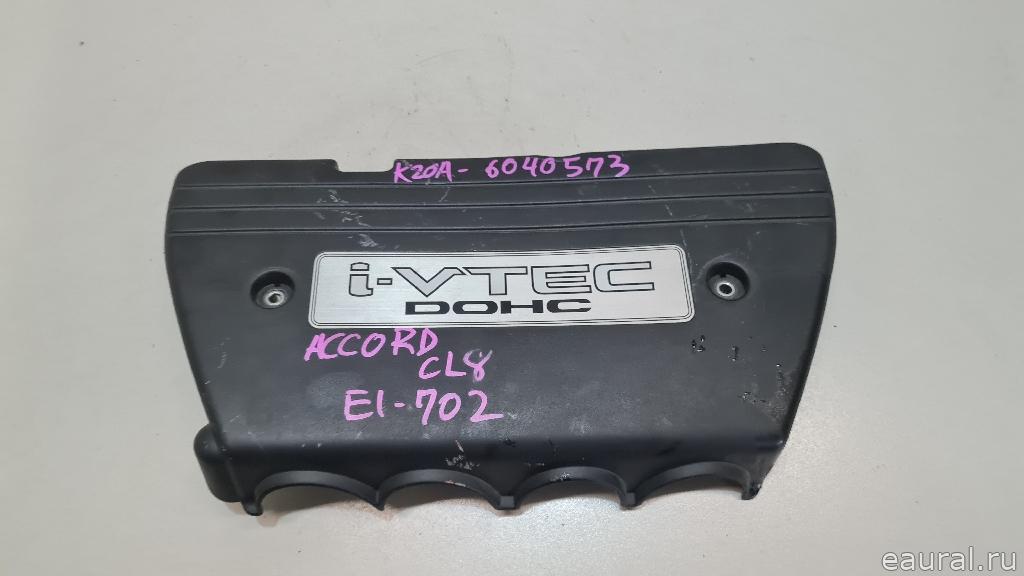 K20A- 6040573
i-VTEC
DOHC
ACCORD
CL8
E1-702
eaural.ru